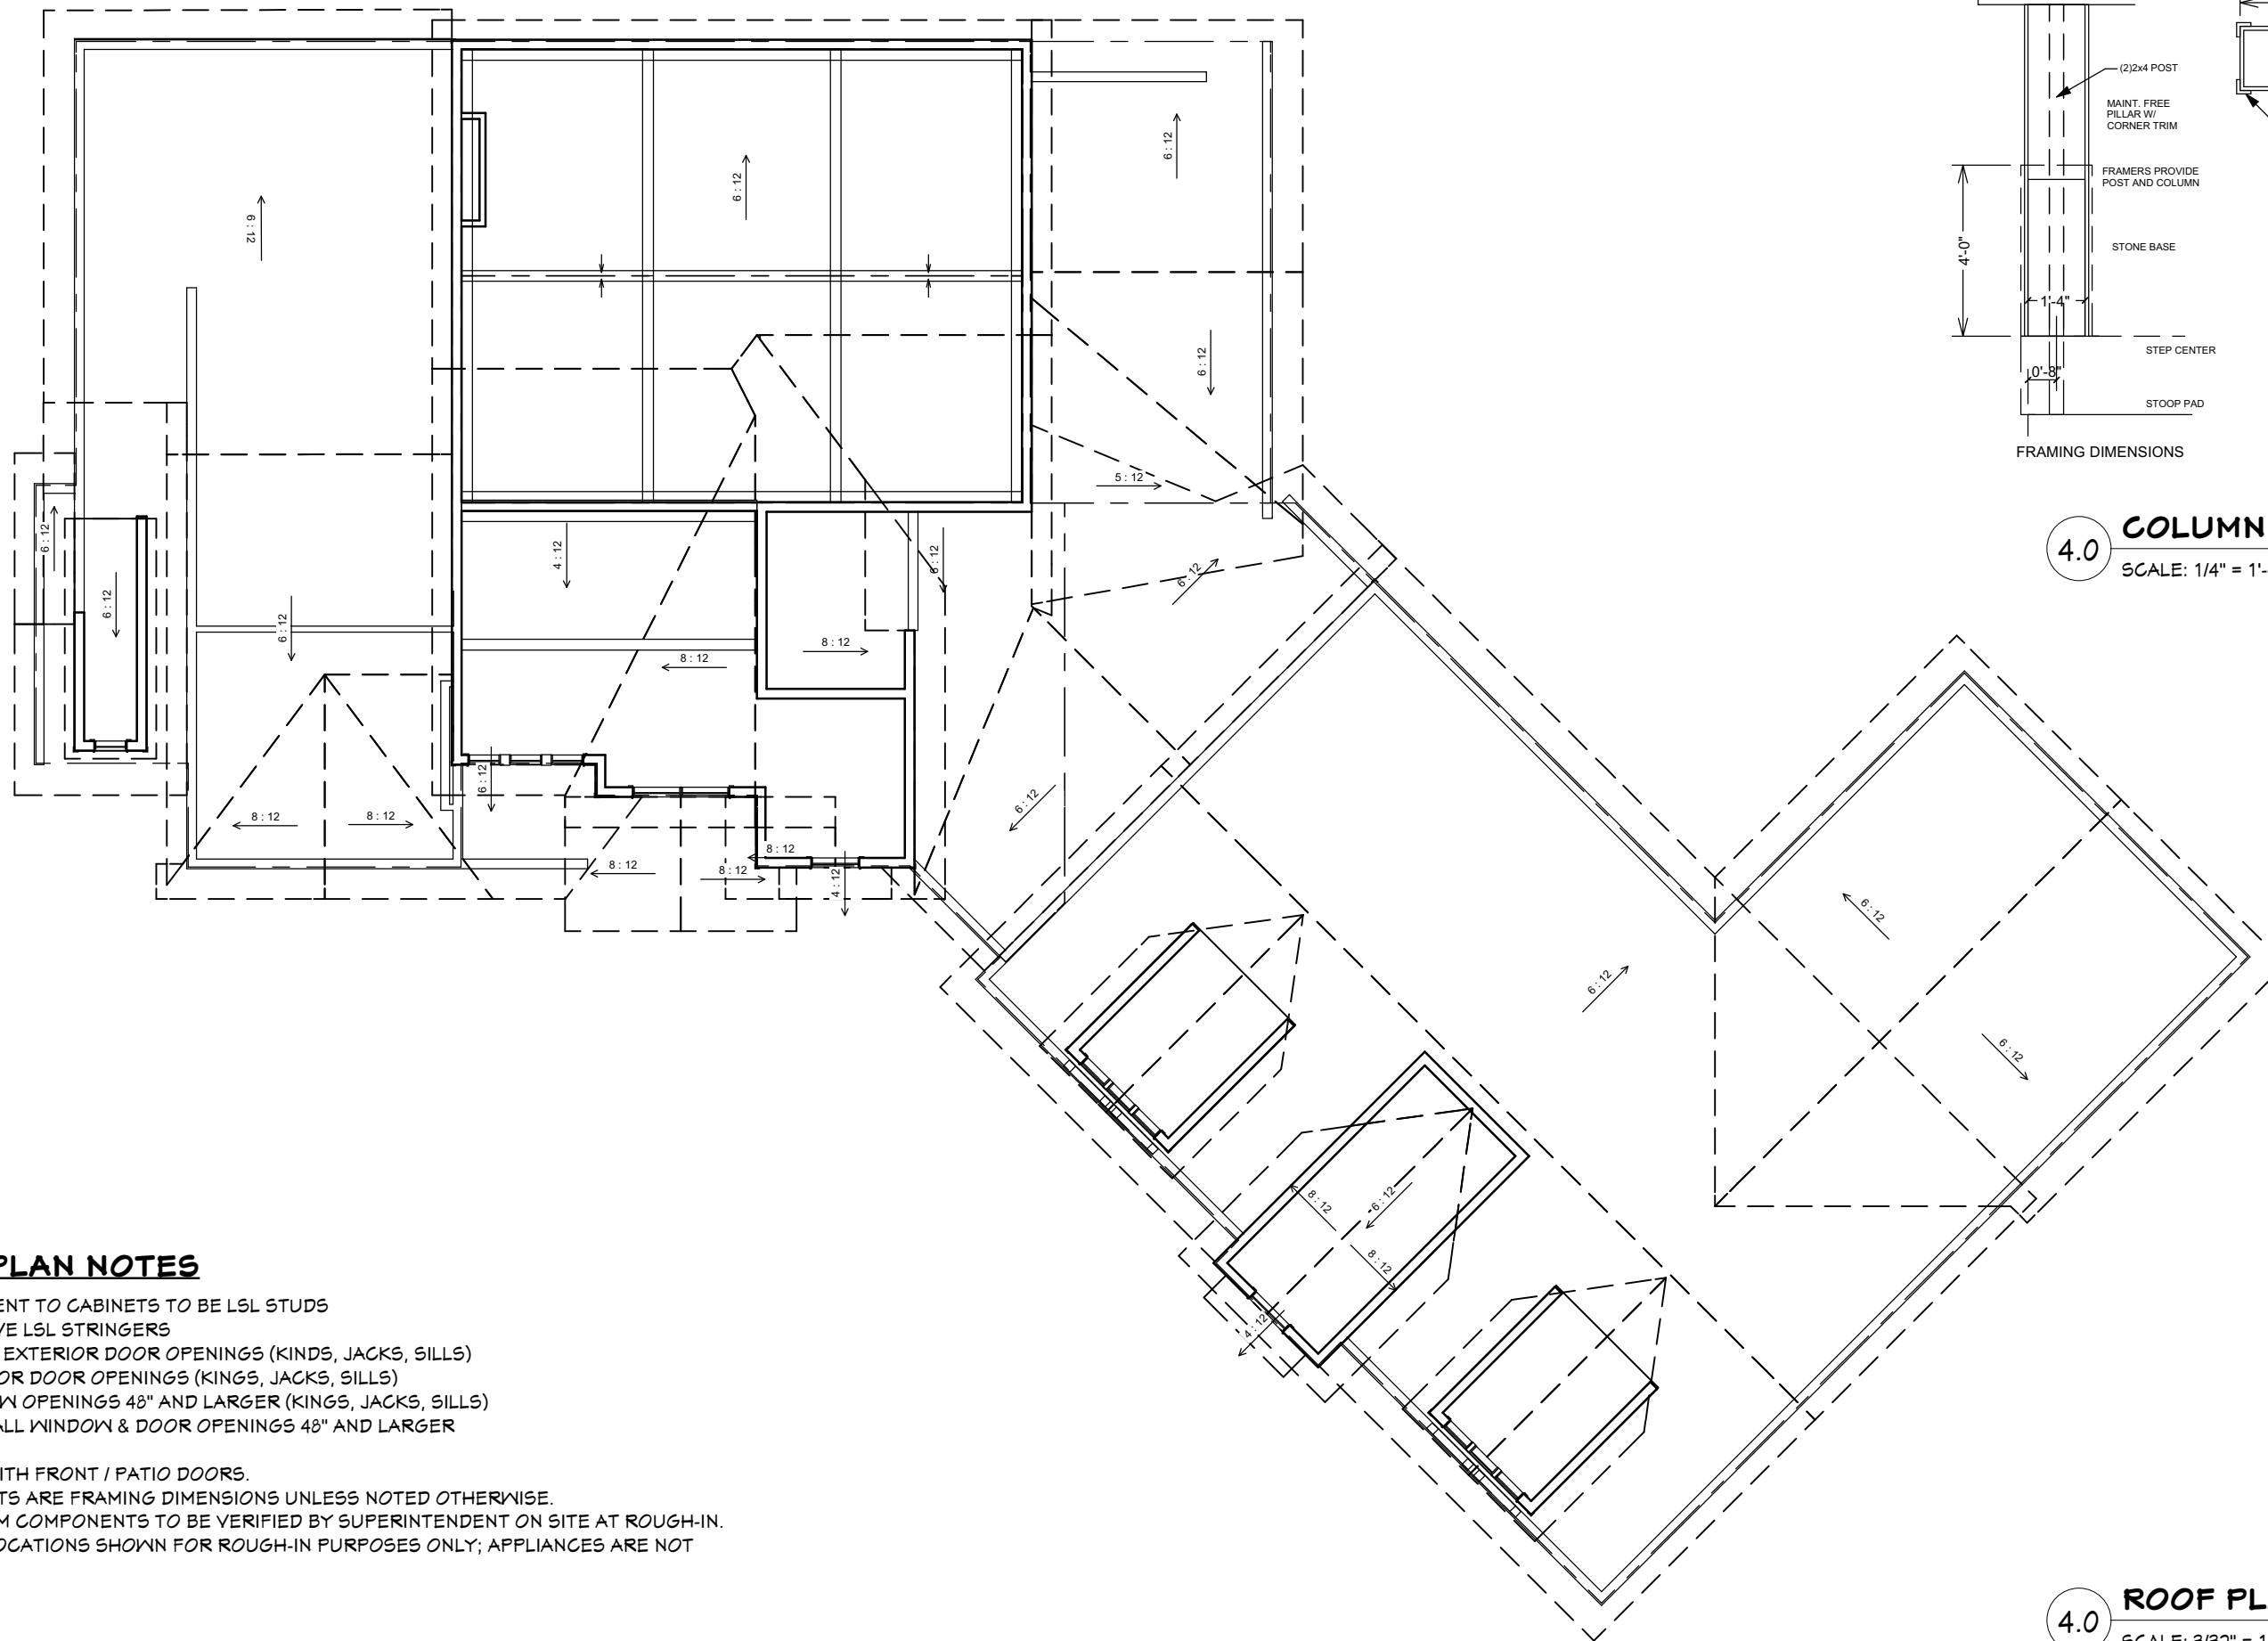 6 : 12
6 : 12
6 : 12
6 : 12
6 : 12
6 : 12
6 : 12
4 : 12
6 : 12
5 : 12
6 : 12
8 : 12
8 : 12
6 : 12
8 : 12
8 : 12
8 : 12
8 : 12
8 : 12
4 : 12
6 : 12
6 : 12
6 : 12
6 : 12
8 : 12
6 : 12
8 : 12
4 : 12
(2)2x4 POST
MAINT. FREE
PILLAR W/
CORNER TRIM
FRAMERS PROVIDE
POST AND COLUMN
4'-0"
STONE BASE
1'-4"
STEP CENTER
0'-8"
STOOP PAD
FRAMING DIMENSIONS
4.0
COLUMN
SCALE: 1/4" = 1'-
PLAN NOTES
ENT TO CABINETS TO BE LSL STUDS
VE LSL STRINGERS
EXTERIOR DOOR OPENINGS (KINDS, JACKS, SILLS)
OR DOOR OPENINGS (KINGS, JACKS, SILLS)
W OPENINGS 48" AND LARGER (KINGS, JACKS, SILLS)
ALL WINDOW & DOOR OPENINGS 48" AND LARGER
ITH FRONT / PATIO DOORS.
TS ARE FRAMING DIMENSIONS UNLESS NOTED OTHERWISE.
M COMPONENTS TO BE VERIFIED BY SUPERINTENDENT ON SITE AT ROUGH-IN.
OCATIONS SHOWN FOR ROUGH-IN PURPOSES ONLY; APPLIANCES ARE NOT
4.0
ROOF PL
SCALE: 3/32" = 1